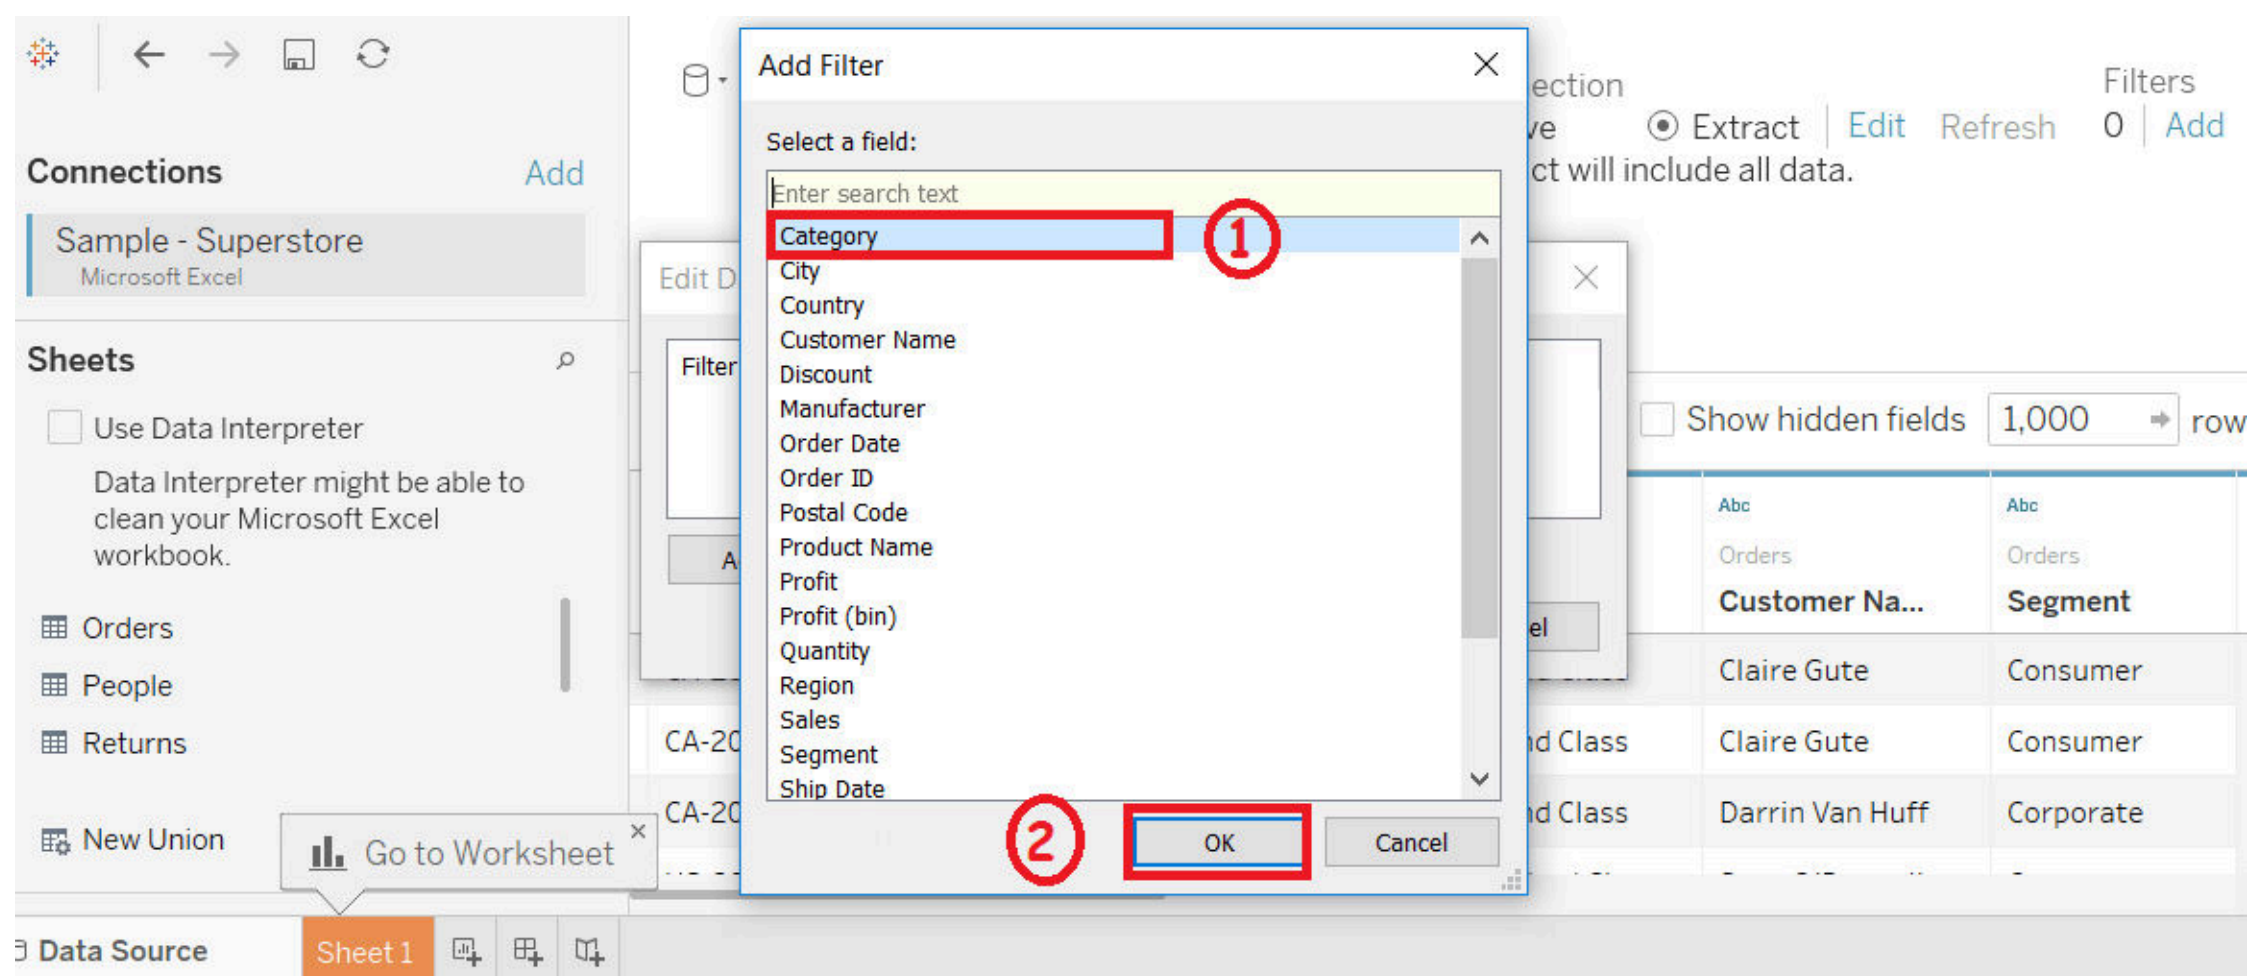 Connections Add
Sample - Superstore
Microsoft Excel
Sheets
Use Data Interpreter
Data Interpreter might be able to
clean your Microsoft Excel
workbook.
Orders
People
Returns
New Union
Go to Worksheet
Data Source
Sheet 1
Add Filter
Select a field:
Enter search text
Category
1
City
Country
Customer Name
Discount
Manufacturer
Order Date
Order ID
Postal Code
Product Name
Profit
Profit (bin)
Quantity
Region
Sales
Segment
Ship Date
2
OK Cancel
Edit D
Filter
A
el
ection
ve Extract Edit Refresh
ct will include all data.
Filters
0 Add
Show hidden fields 1,000 row
Abc Abc
Orders Orders
Customer Na... Segment
Claire Gute Consumer
CA-20 nd Class Claire Gute Consumer
CA-20 nd Class Darrin Van Huff Corporate